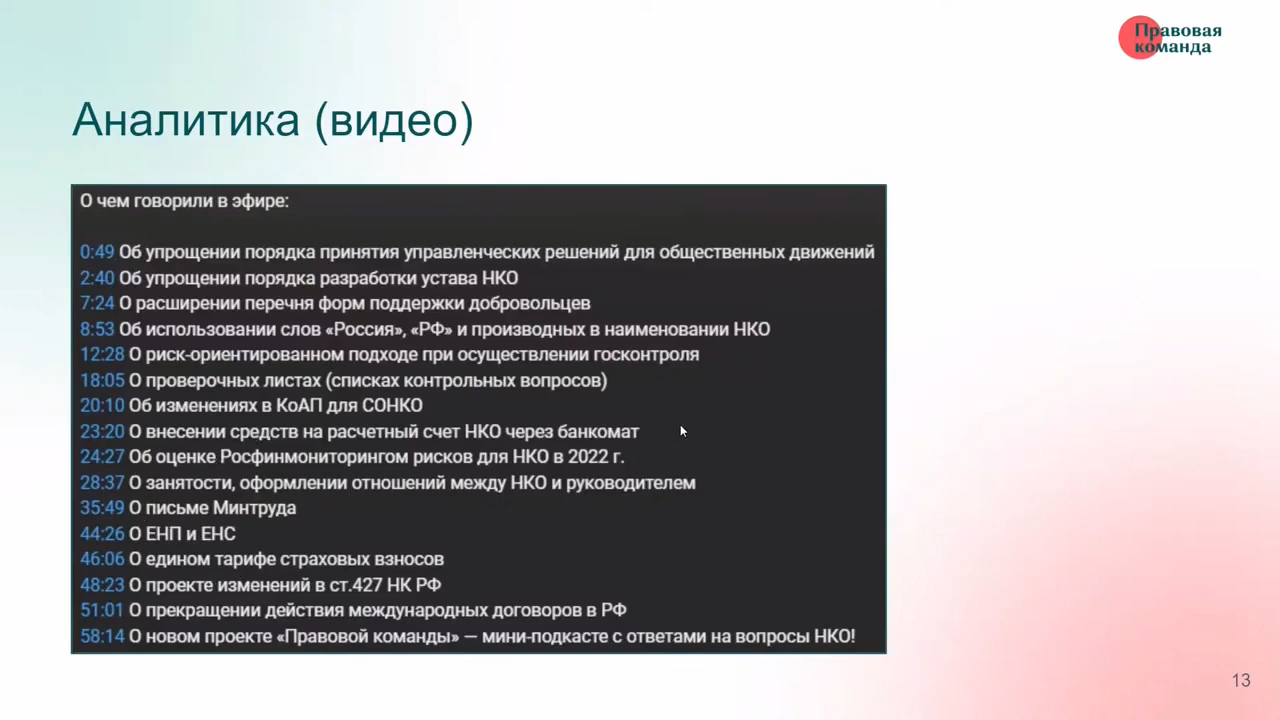 Правовая
команда
Аналитика (видео)
О чем говорили в эфире:
0:49 Об упрощении порядка принятия управленческих решений для общественных движений
2:40 Об упрощении порядка разработки устава НКО
7:24 О расширении перечня форм поддержки добровольцев
8:53 Об использовании слов «Россия», «РФ» и производных в наименовании НКО
12:28 О риск-ориентированном подходе при осуществлении госконтроля
18:05 О проверочных листах (списках контрольных вопросов)
20:10 Об изменениях в КоАП для СОНКО
23:20 О внесении средств на расчетный счет НКО через банкомат
24:27 Об оценке Росфинмониторингом рисков для НКО в 2022 г.
28:37 О занятости, оформлении отношений между НКО и руководителем
35:49 О письме Минтруда
44:26 О ЕНП и ЕНС
46:06 О едином тарифе страховых взносов
48:23 О проекте изменений в ст.427 НК РФ
51:01 О прекращении действия международных договоров в РФ
58:14 О новом проекте «Правовой команды» — мини-подкасте с ответами на вопросы НКО!
13